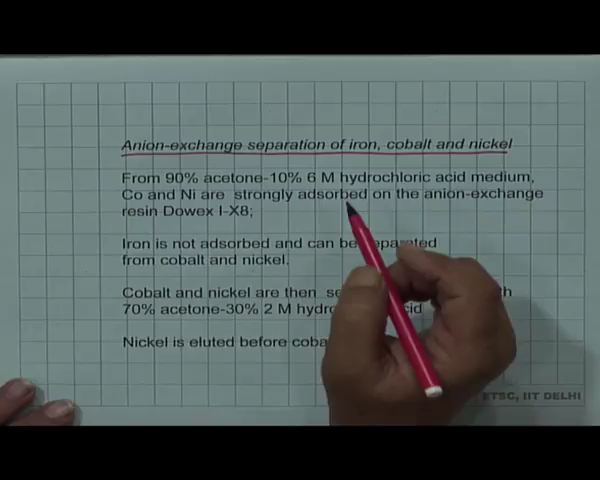 Anion-exchange separation of iron, cobalt and nickel
From 90% acetone-10% 6 M hydrochloric acid medium,
Co and Ni are strongly adsorbed on the anion-exchange
resin Dowex I-X8;
Iron is not adsorbed and can be separated
from cobalt and nickel.
Cobalt and nickel are then
70% acetone-30% 2 M
Nickel is eluted before
ETSC, IIT DELHI